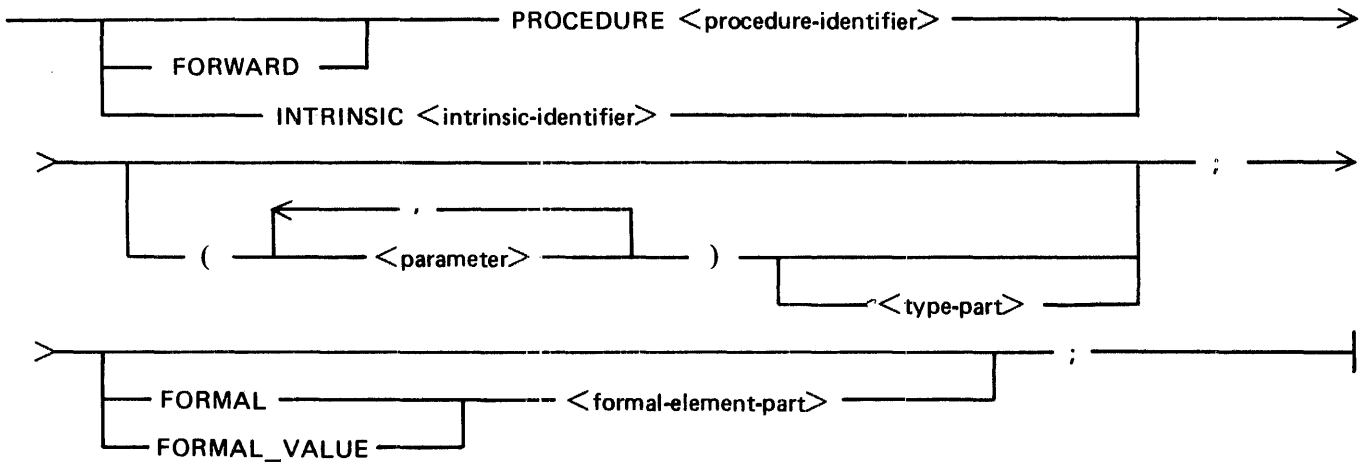 PROCEDURE <procedure-identifier>
FORWARD
INTRINSIC <intrinsic-identifier>
;
,
( <parameter> )
<type-part>
;
FORMAL <formal-element-part>
FORMAL_VALUE